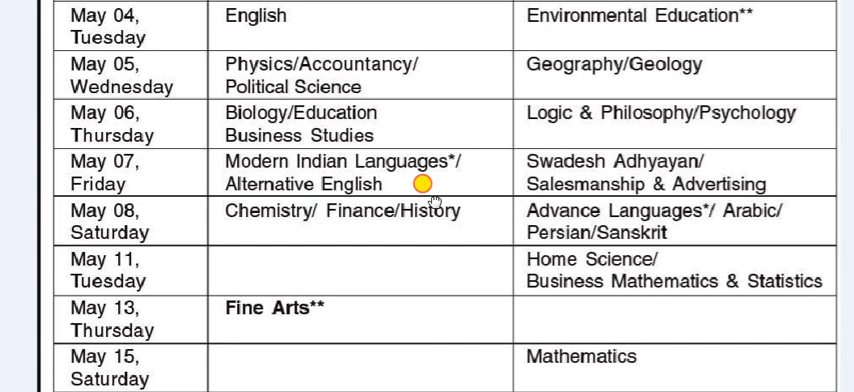 May 04, English Environmental Education**
Tuesday
May 05, Physics/Accountancy/ Geography/Geology
Wednesday Political Science
May 06, Biology/Education Logic & Philosophy/Psychology
Thursday Business Studies
May 07, Modern Indian Languages*/ Swadesh Adhyayan/
Friday Alternative English Salesmanship & Advertising
May 08, Chemistry/ Finance/History Advance Languages*/ Arabic/
Saturday Persian/Sanskrit
May 11, Home Science/
Tuesday Business Mathematics & Statistics
May 13, Fine Arts**
Thursday
May 15, Mathematics
Saturday